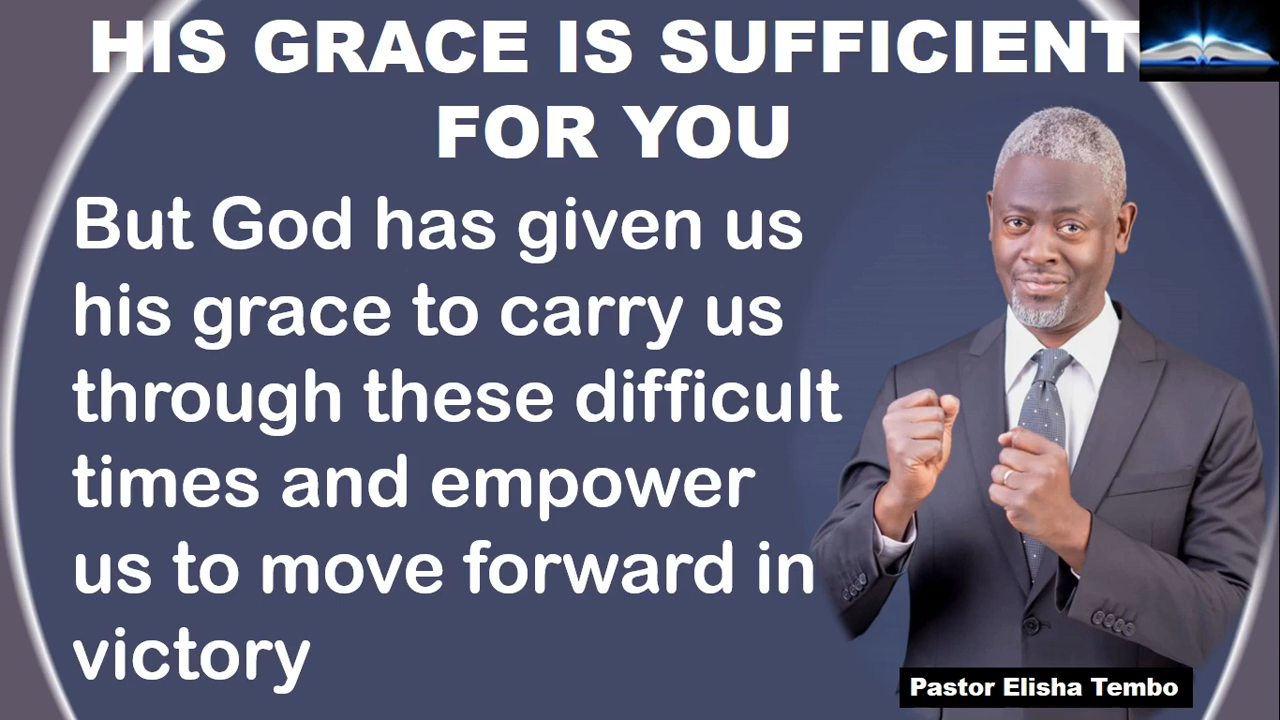 HIS GRACE IS SUFFICIENT
FOR YOU
But God has given us
his grace to carry us
through these difficult
times and empower
us to move forward in
victory
Pastor Elisha Tembo